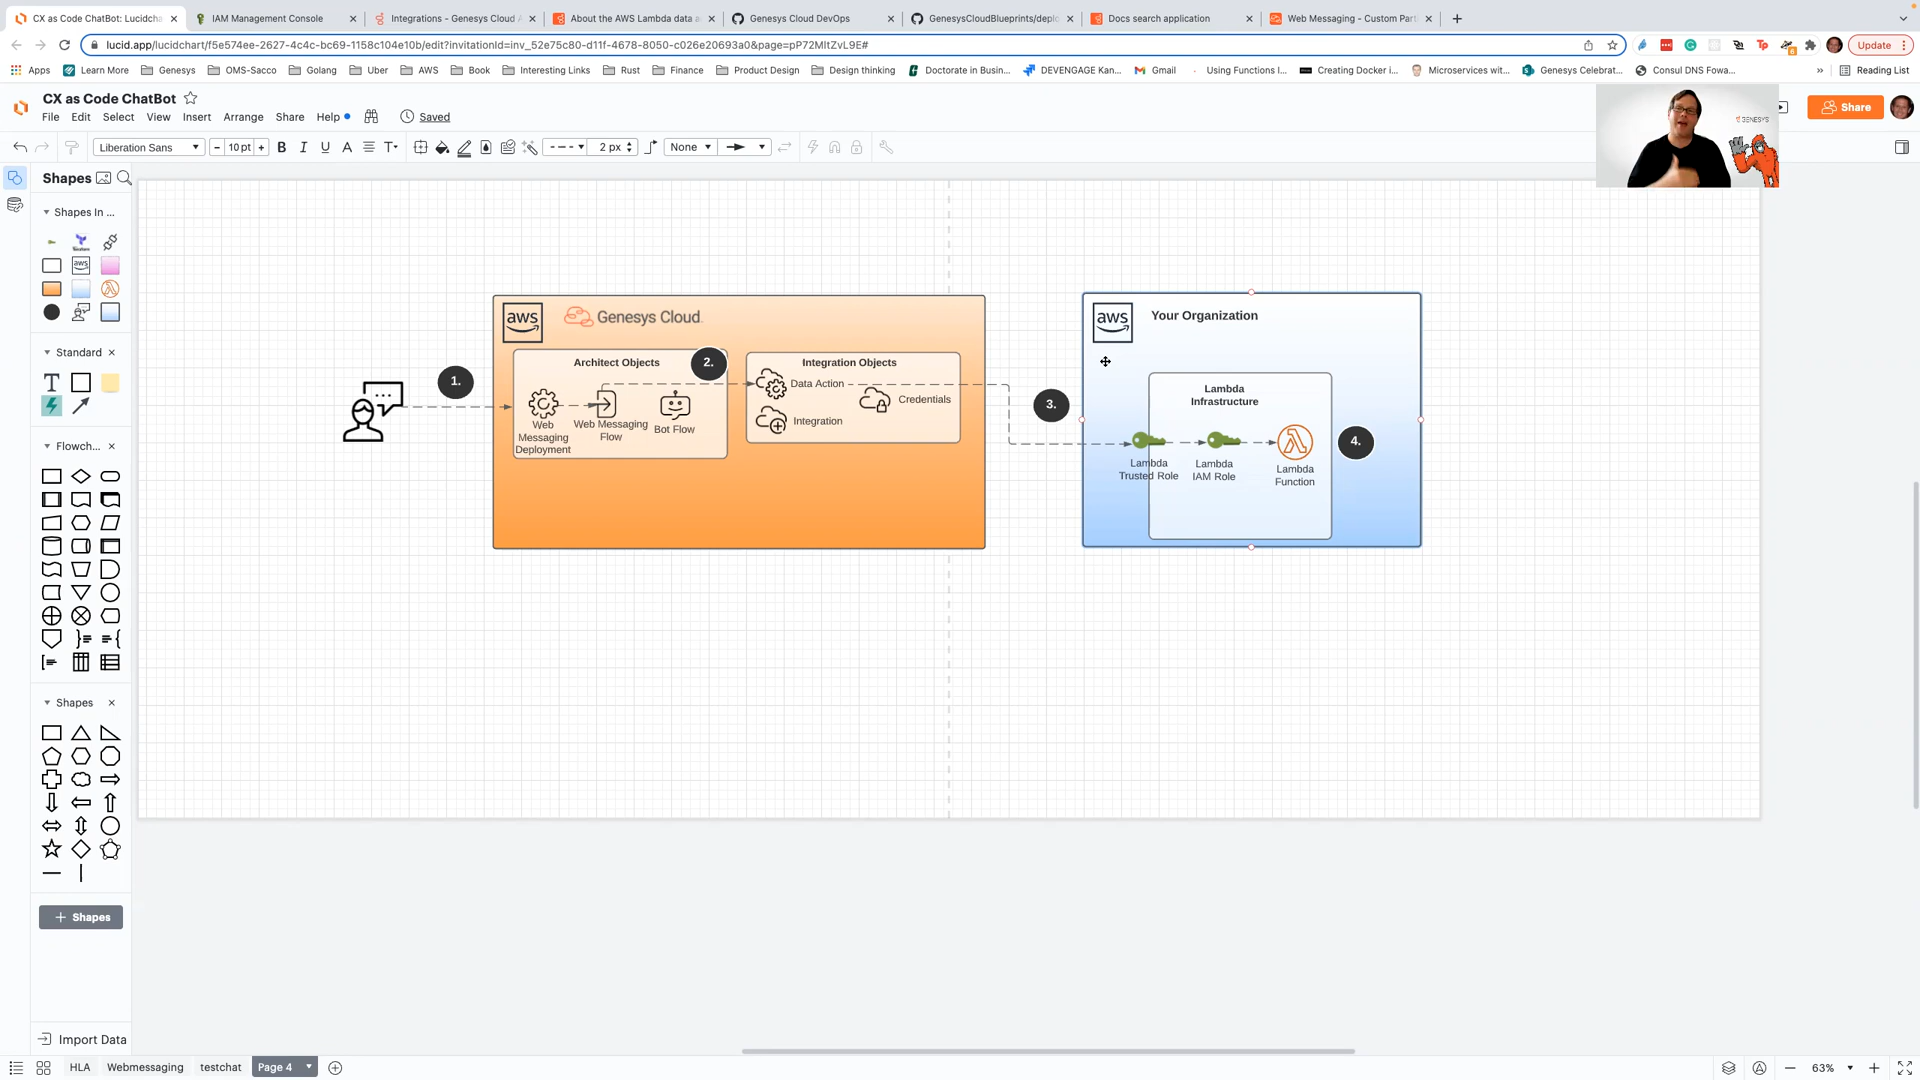 CX as Code ChatBot: Lucidcha
IAM Management Console
Integrations - Genesys Cloud A
About the AWS Lambda data a
Genesys Cloud DevOps
GenesysCloudBlueprints/deplo
Docs search application
Web Messaging - Custom Part
lucid.app/lucidchart/f5e574ee-2627-4c4c-bc69-1158c104e10b/edit?invitationId=inv_52e75c80-d11f-4678-8050-c026e20693a0&page=pP72MItZvL9E#
Update
Apps
Learn More
Genesys
OMS-Sacco
Golang
Uber
AWS
Book
Interesting Links
Rust
Finance
Product Design
Design thinking
Doctorate in Busin...
DEVENGAGE Kan...
Gmail
Using Functions I...
Creating Docker i...
Microservices wit...
Genesys Celebrat...
Consul DNS Fowa...
»
Reading List
CX as Code ChatBot
File Edit Select View Insert Arrange Share Help
Saved
Share
GENESYS
Liberation Sans
10 pt
B I U A T
2 px
None
Shapes
Shapes In ...
aws
Standard
T
Flowch...
Shapes
+ Shapes
Import Data
aws
Genesys Cloud
Architect Objects
Web
Messaging
Deployment
Web Messaging
Flow
Bot Flow
Integration Objects
Data Action
Credentials
Integration
1.
2.
3.
4.
aws
Your Organization
Lambda
Infrastructure
Lambda
Trusted Role
Lambda
IAM Role
Lambda
Function
HLA
Webmessaging
testchat
Page 4
63%